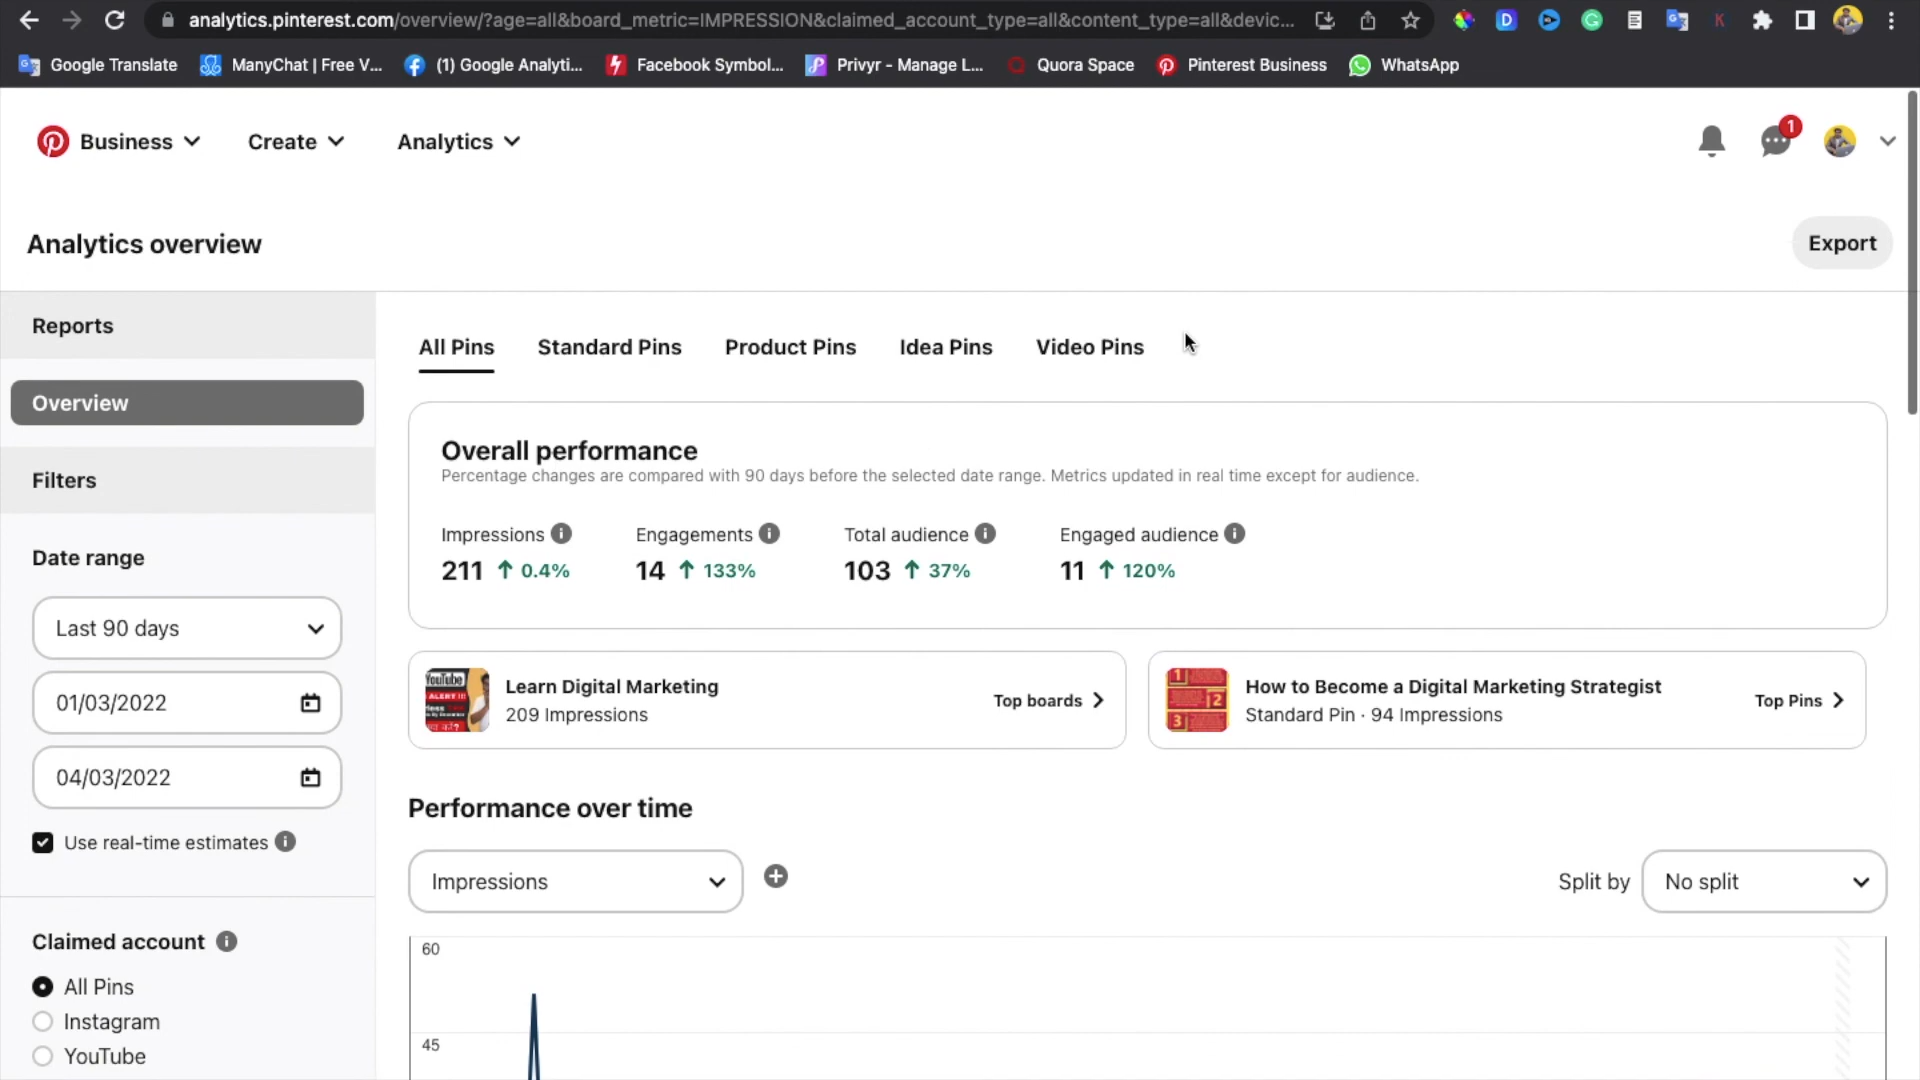 analytics.pinterest.com/overview/?age=all&board_metric=IMPRESSION&claimed_account_type=all&content_type=all&devic...
Google Translate
ManyChat | Free V...
(1) Google Analyti...
Facebook Symbol...
Privyr - Manage L...
Quora Space
Pinterest Business
WhatsApp
Business
Create
Analytics
1
Analytics overview
Export
Reports
Overview
Filters
Date range
Last 90 days
01/03/2022
04/03/2022
Use real-time estimates
Claimed account
All Pins
Instagram
YouTube
All Pins
Standard Pins
Product Pins
Idea Pins
Video Pins
Overall performance
Percentage changes are compared with 90 days before the selected date range. Metrics updated in real time except for audience.
Impressions
211 0.4%
Engagements
14 133%
Total audience
103 37%
Engaged audience
11 120%
YouTube
ALERT !!
Learn Digital Marketing
209 Impressions
Top boards
1
2
3
How to Become a Digital Marketing Strategist
Standard Pin · 94 Impressions
Top Pins
Performance over time
Impressions
Split by
No split
60
45